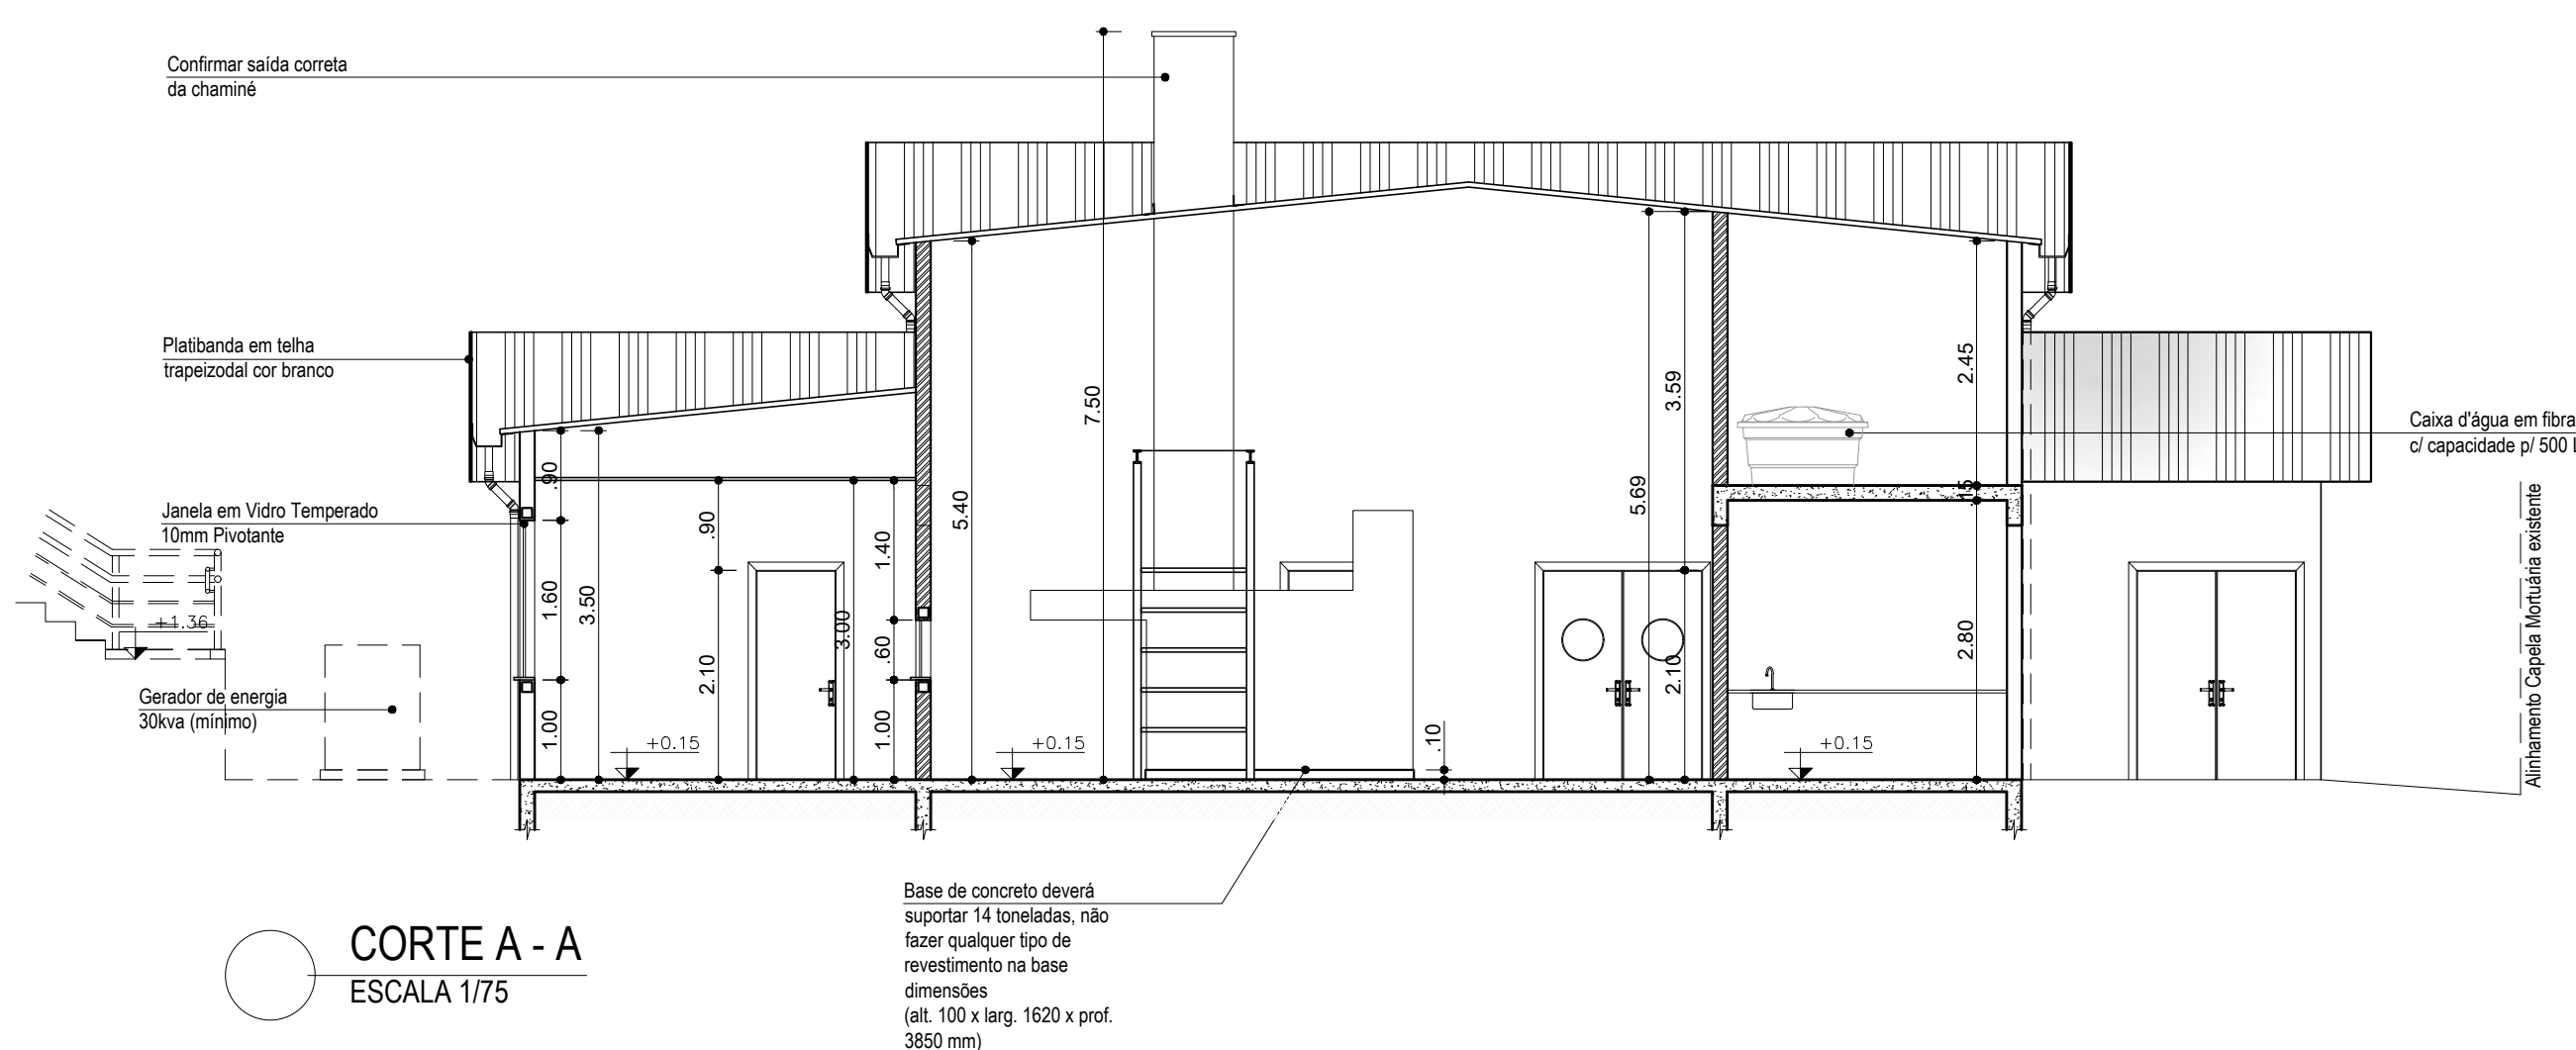 Confirmar saída correta
da chaminé
Platibanda em telha
trapeizodal cor branco
Janela em Vidro Temperado
10mm Pivotante
+1.36
Gerador de energia
30kva (mínimo)
.90
1.60
1.00
3.50
.90
2.10
3.00
1.40
.60
1.00
5.40
7.50
5.69
3.59
2.10
2.45
.15
2.80
.10
+0.15
+0.15
+0.15
Caixa d'água em fibra
c/ capacidade p/ 500 L
Alinhamento Capela Mortuária existente
Base de concreto deverá
suportar 14 toneladas, não
fazer qualquer tipo de
revestimento na base
dimensões
(alt. 100 x larg. 1620 x prof.
3850 mm)
CORTE A - A
ESCALA 1/75